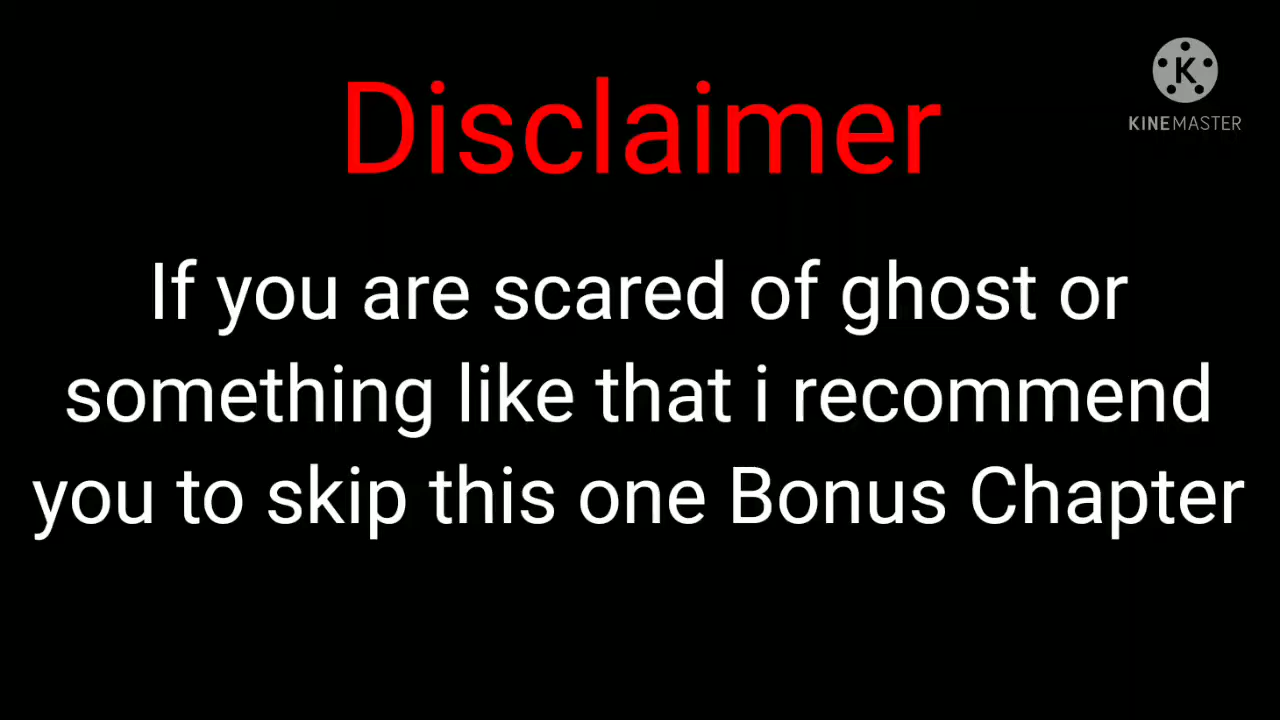 Disclaimer
K
KINEMASTER
If you are scared of ghost or
something like that i recommend
you to skip this one Bonus Chapter